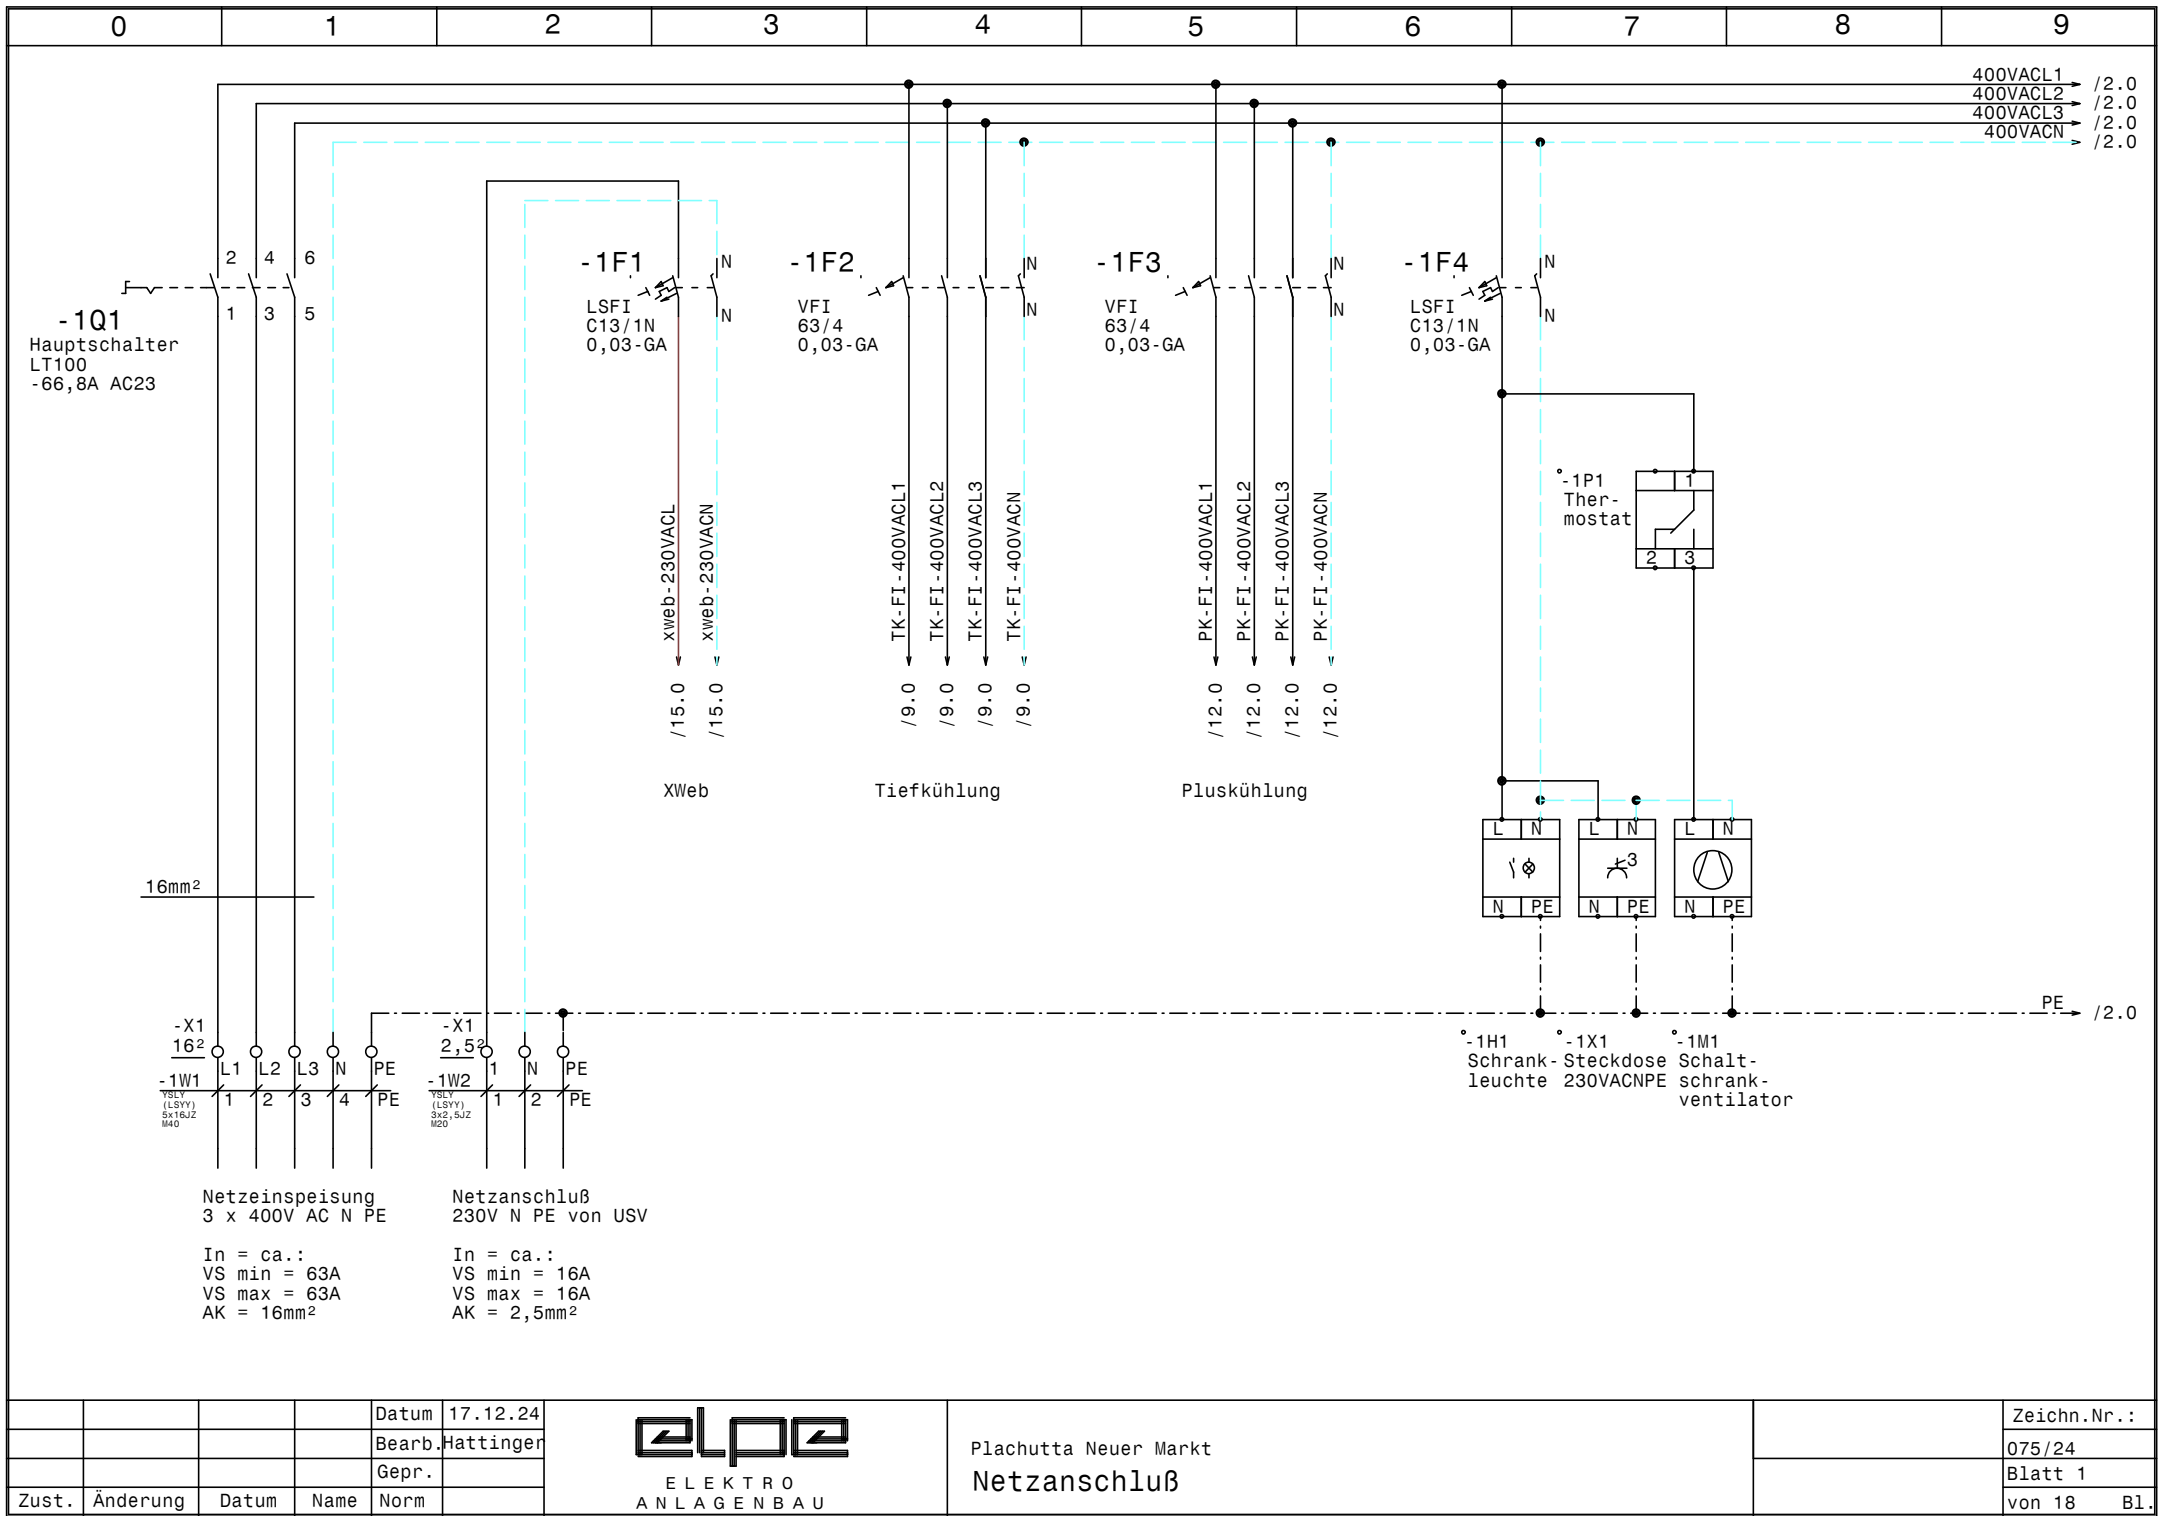 0 1 2 3 4 5 6 7 8 9
400VACL1 /2.0
400VACL2 /2.0
400VACL3 /2.0
400VACN /2.0
2 4 6
1 3 5
-1Q1
Hauptschalter
LT100
-66,8A AC23
-1F1
LSFI
C13/1N
0,03-GA
N
N
-1F2
VFI
63/4
0,03-GA
N
N
-1F3
VFI
63/4
0,03-GA
N
N
-1F4
LSFI
C13/1N
0,03-GA
N
N
xweb-230VACL
xweb-230VACN
TK-FI-400VACL1
TK-FI-400VACL2
TK-FI-400VACL3
TK-FI-400VACN
PK-FI-400VACL1
PK-FI-400VACL2
PK-FI-400VACL3
PK-FI-400VACN
/15.0 /15.0
/9.0 /9.0 /9.0 /9.0
/12.0 /12.0 /12.0 /12.0
XWeb
Tiefkühlung
Pluskühlung
-1P1
Ther-
mostat
1
2 3
L N L N L N
3
N PE N PE N PE
16mm²
PE /2.0
-X1
16²
L1 L2 L3 N PE
-1W1
YSLY
(LSYY)
5x16JZ
M40
1 2 3 4 PE
-X1
2,5²
1 N PE
-1W2
YSLY
(LSYY)
3x2,5JZ
M20
1 2 PE
-1H1
Schrank-
leuchte
-1X1
Steckdose
230VACNPE
-1M1
Schalt-
schrank-
ventilator
Netzeinspeisung
3 x 400V AC N PE
In = ca.:
VS min = 63A
VS max = 63A
AK = 16mm²
Netzanschluß
230V N PE von USV
In = ca.:
VS min = 16A
VS max = 16A
AK = 2,5mm²
Datum 17.12.24
Bearb. Hattinger
Gepr.
Zust. Änderung Datum Name Norm
elpe
ELEKTRO
ANLAGENBAU
Plachutta Neuer Markt
Netzanschluß
Zeichn.Nr.:
075/24
Blatt 1
von 18 Bl.